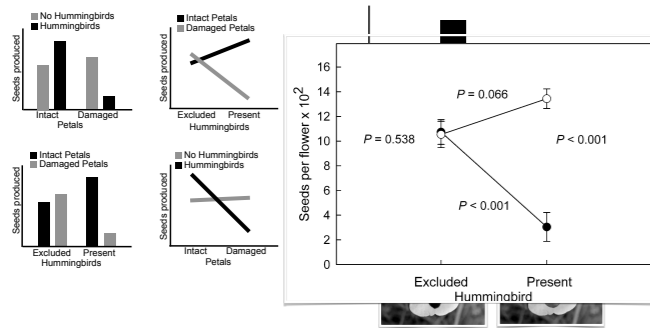 No Hummingbirds
Hummingbirds
Seeds produced
Intact Damaged
Petals
Intact Petals
Damaged Petals
Seeds produced
Excluded Present
Hummingbirds
Intact Petals
Damaged Petals
Seeds produced
Excluded Present
Hummingbirds
No Hummingbirds
Hummingbirds
Seeds produced
Intact Damaged
Petals
Seeds per flower x 10²
16
14
12
10
8
6
4
2
0
P = 0.066
P = 0.538
P < 0.001
P < 0.001
Excluded Present
Hummingbird